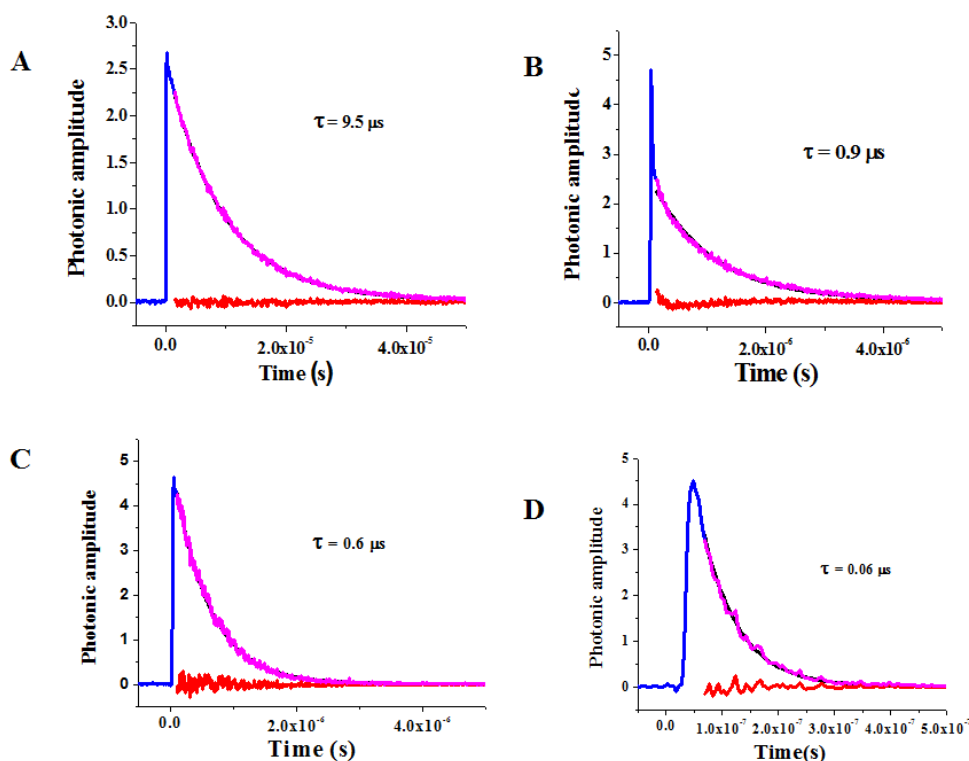 A
Photonic amplitude
3.0
2.5
2.0
1.5
1.0
0.5
0.0
τ = 9.5 μs
0.0
2.0x10⁻⁵
4.0x10⁻⁵
Time (s)
B
Photonic amplitude
5
4
3
2
1
0
τ = 0.9 μs
0.0
2.0x10⁻⁶
4.0x10⁻⁶
Time (s)
C
Photonic amplitude
5
4
3
2
1
0
τ = 0.6 μs
0.0
2.0x10⁻⁶
4.0x10⁻⁶
Time (s)
D
Photonic amplitude
5
4
3
2
1
0
τ = 0.06 μs
0.0
1.0x10⁻⁷
2.0x10⁻⁷
3.0x10⁻⁷
4.0x10⁻⁷
5.0x10⁻⁷
Time(s)